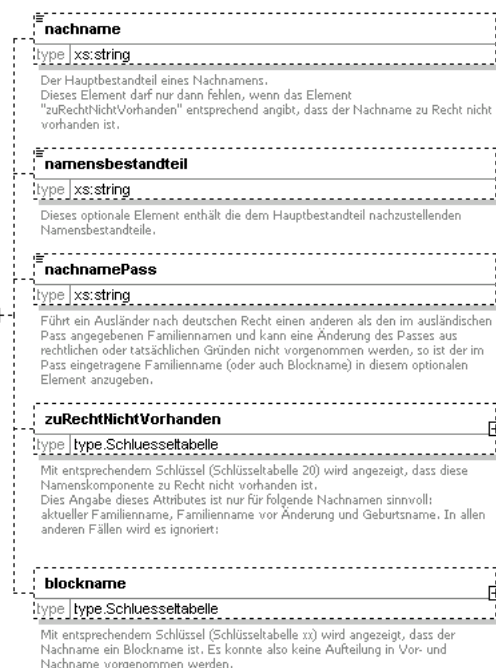 nachname
type xs:string
Der Hauptbestandteil eines Nachnamens.
Dieses Element darf nur dann fehlen, wenn das Element
"zuRechtNichtVorhanden" entsprechend angibt, dass der Nachname zu Recht nicht
vorhanden ist.
namensbestandteil
type xs:string
Dieses optionale Element enthält die dem Hauptbestandteil nachzustellenden
Namensbestandteile.
nachnamePass
type xs:string
Führt ein Ausländer nach deutschen Recht einen anderen als den im ausländischen
Pass angegebenen Familiennamen und kann eine Änderung des Passes aus
rechtlichen oder tatsächlichen Gründen nicht vorgenommen werden, so ist der im
Pass eingetragene Familienname (oder auch Blockname) in diesem optionalen
Element anzugeben.
zuRechtNichtVorhanden
type type.Schluesseltabelle
Mit entsprechendem Schlüssel (Schlüsseltabelle 20) wird angezeigt, dass diese
Namenskomponente zu Recht nicht vorhanden ist.
Dies Angabe dieses Attributes ist nur für folgende Nachnamen sinnvoll:
aktueller Familienname, Familienname vor Änderung und Geburtsname. In allen
anderen Fällen wird es ignoriert:
blockname
type type.Schluesseltabelle
Mit entsprechendem Schlüssel (Schlüsseltabelle xx) wird angezeigt, dass der
Nachname ein Blockname ist. Es konnte also keine Aufteilung in Vor- und
Nachname vorgenommen werden.